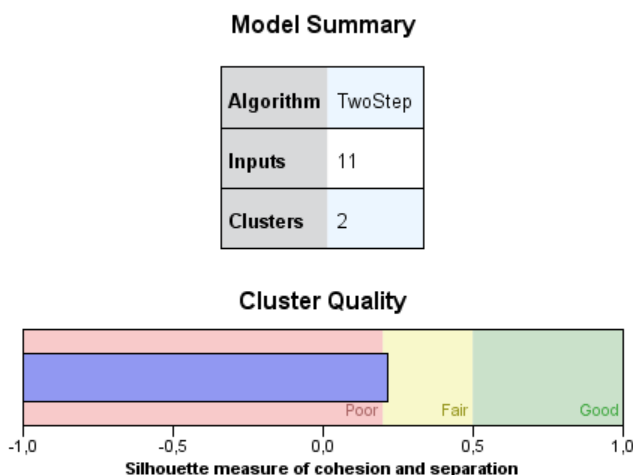 Model Summary
Algorithm TwoStep
Inputs 11
Clusters 2
Cluster Quality
Poor Fair Good
-1,0 -0,5 0,0 0,5 1,0
Silhouette measure of cohesion and separation